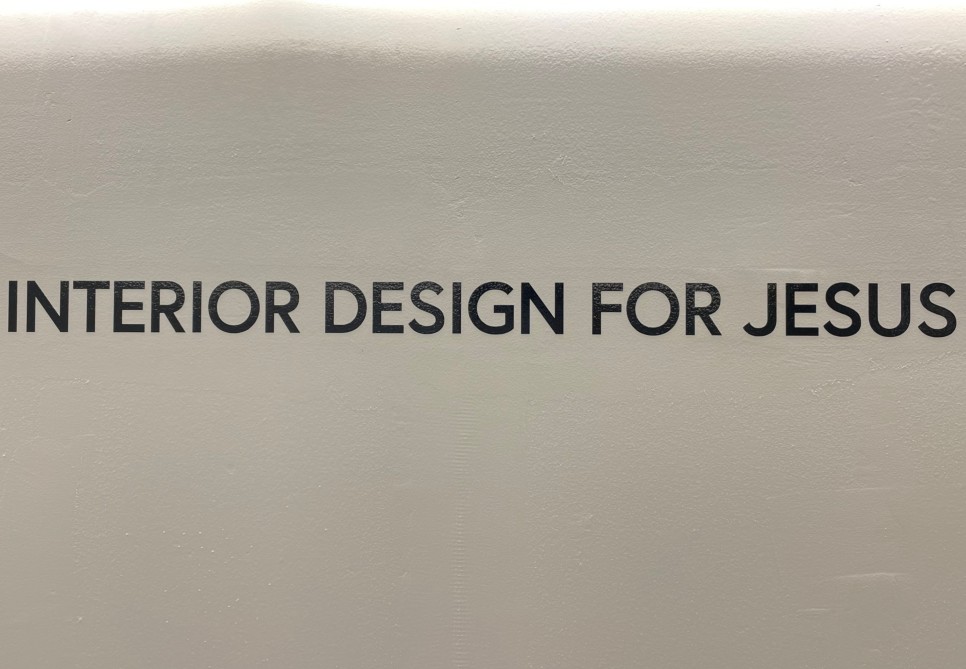 INTERIOR DESIGN FOR JESUS